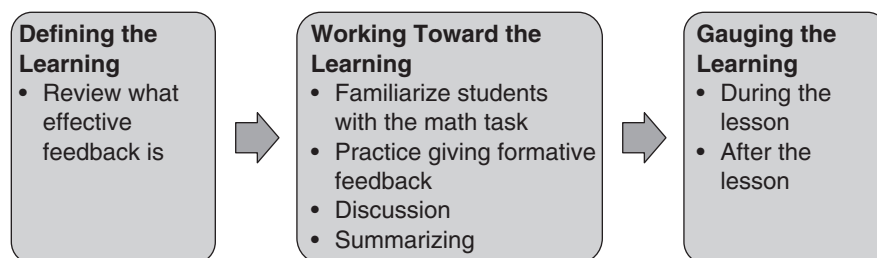 Defining the
Learning
• Review what
effective
feedback is
Working Toward the
Learning
• Familiarize students
with the math task
• Practice giving formative
feedback
• Discussion
• Summarizing
Gauging the
Learning
• During the
lesson
• After the
lesson